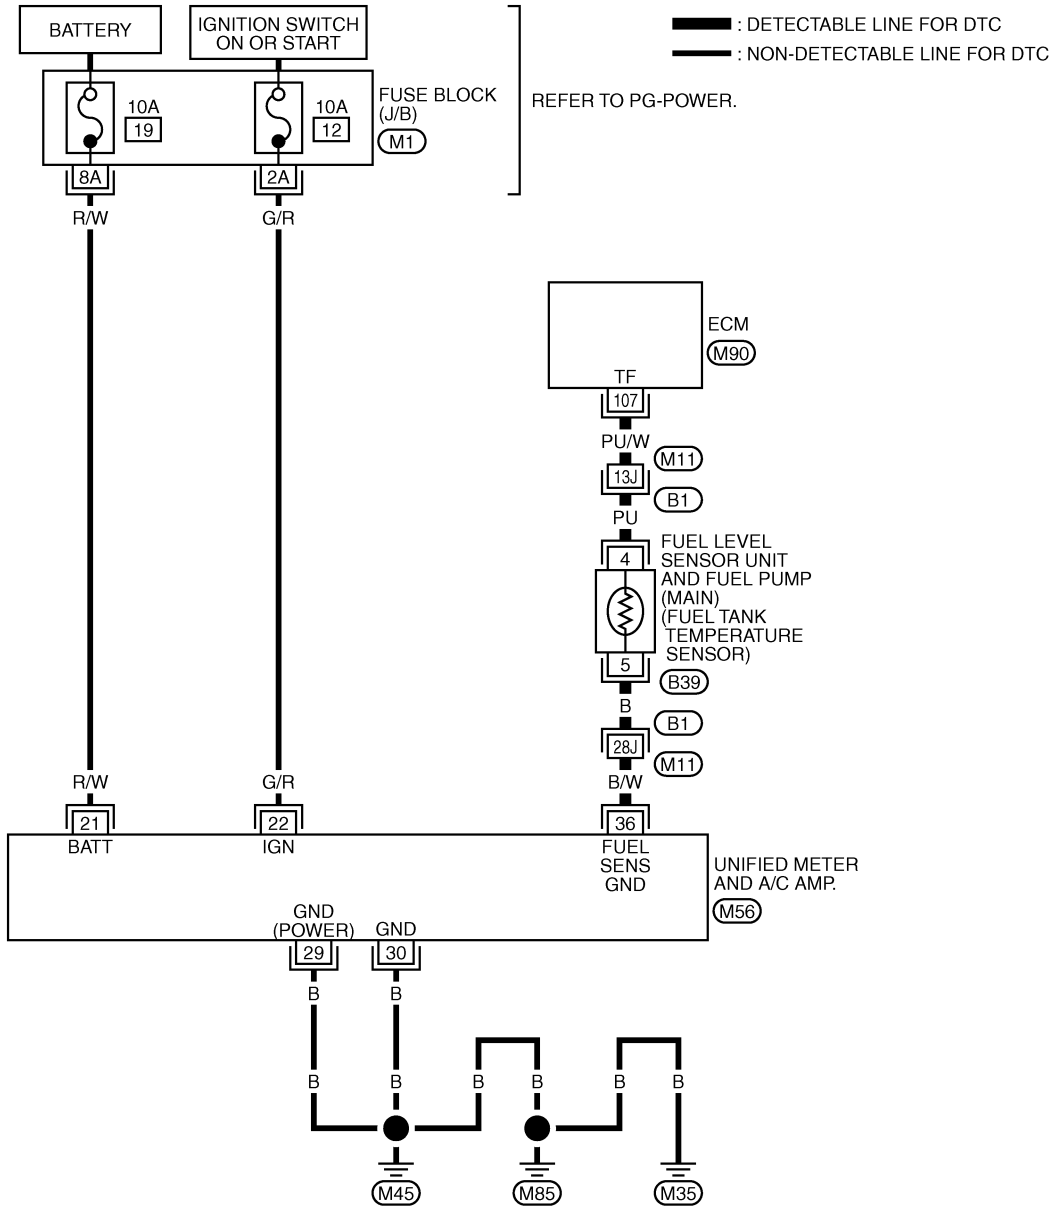 BATTERY
IGNITION SWITCH
ON OR START
: DETECTABLE LINE FOR DTC
: NON-DETECTABLE LINE FOR DTC
10A
19
10A
12
FUSE BLOCK
(J/B)
M1
REFER TO PG-POWER.
8A
2A
R/W
G/R
ECM
M90
TF
107
PU/W
M11
13J
B1
PU
4
FUEL LEVEL
SENSOR UNIT
AND FUEL PUMP
(MAIN)
(FUEL TANK
TEMPERATURE
SENSOR)
5
B39
B
B1
28J
M11
R/W
G/R
B/W
21
22
36
BATT
IGN
FUEL
SENS
GND
UNIFIED METER
AND A/C AMP.
M56
GND
(POWER)
GND
29
30
B
B
B
B
B
B
B
B
M45
M85
M35